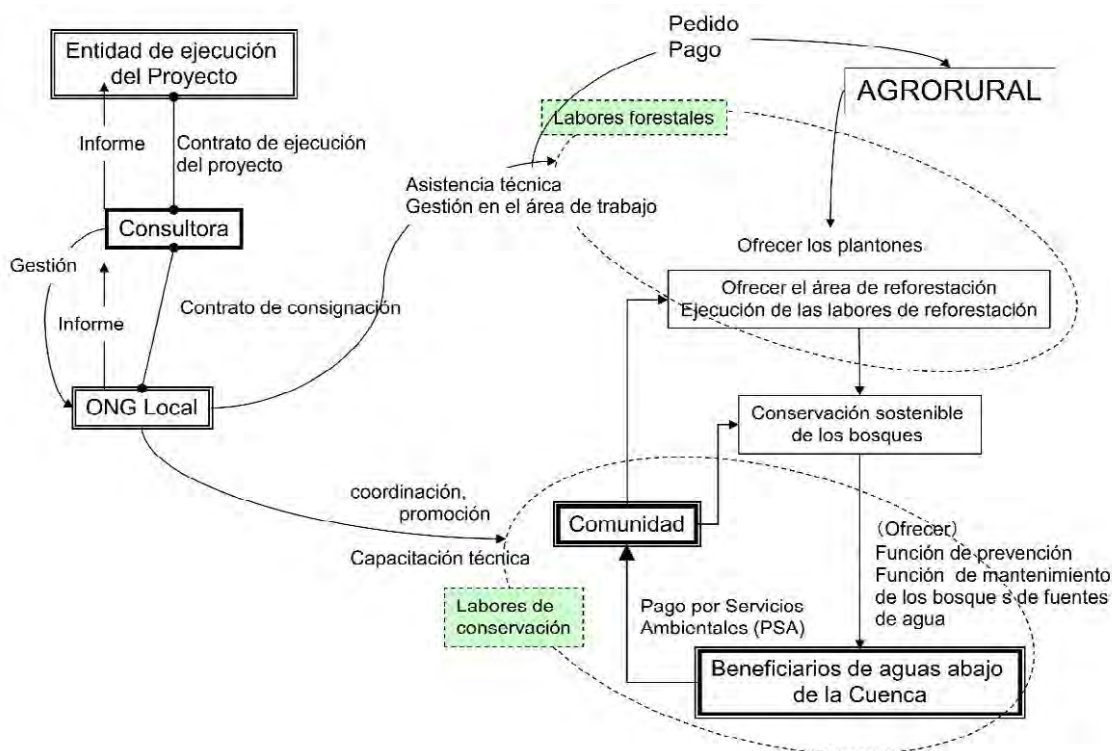 Entidad de ejecución
del Proyecto
Informe
Contrato de ejecución
del proyecto
Consultora
Gestión
Informe
Contrato de consignación
ONG Local
Pedido
Pago
AGRORURAL
Labores forestales
Asistencia técnica
Gestión en el área de trabajo
Ofrecer los plantones
Ofrecer el área de reforestación
Ejecución de las labores de reforestación
Conservación sostenible
de los bosques
coordinación,
promoción
Capacitación técnica
Comunidad
Labores de
conservación
Pago por Servicios
Ambientales (PSA)
(Ofrecer)
Función de prevención
Función de mantenimiento
de los bosque s de fuentes
de agua
Beneficiarios de aguas abajo
de la Cuenca